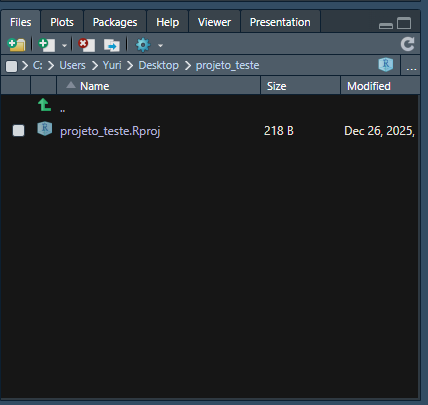 Files Plots Packages Help Viewer Presentation
C: Users Yuri Desktop projeto_teste R ...
Name Size Modified
..
projeto_teste.Rproj 218 B Dec 26, 2025,